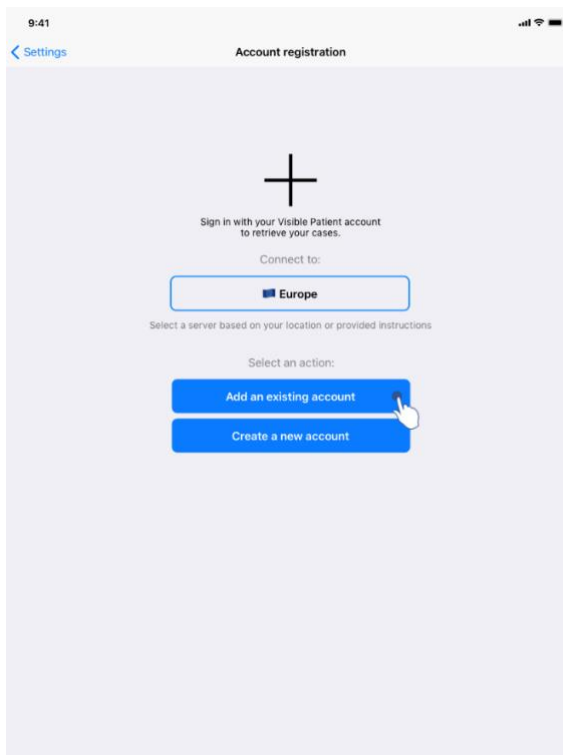 9:41
Settings
Account registration
Sign in with your Visible Patient account
to retrieve your cases.
Connect to:
Europe
Select a server based on your location or provided instructions
Select an action:
Add an existing account
Create a new account